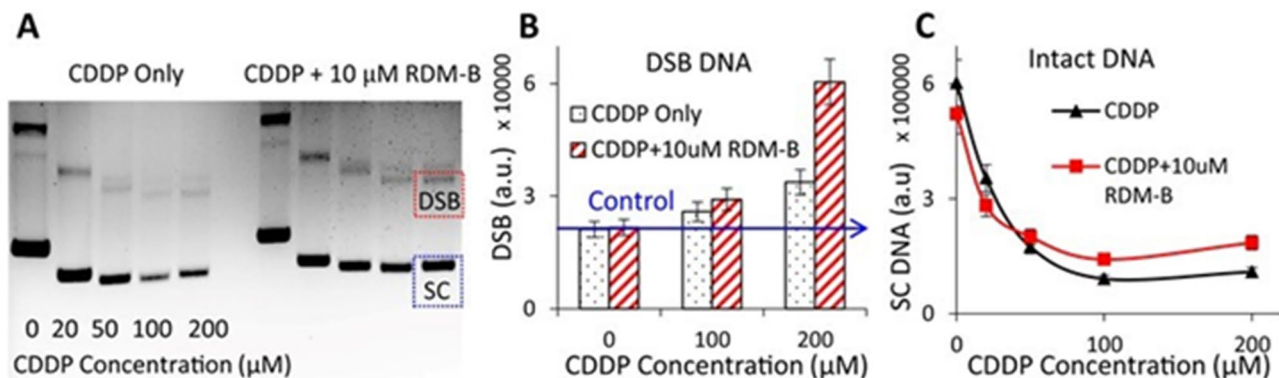 A
CDDP Only
CDDP + 10 µM RDM-B
DSB
SC
0 20 50 100 200
CDDP Concentration (µM)
B
DSB DNA
CDDP Only
CDDP+10uM RDM-B
Control
DSB (a.u.) x 10000
6
3
0
0 100 200
CDDP Concentration (µM)
C
Intact DNA
CDDP
CDDP+10uM
RDM-B
SC DNA (a.u) x 100000
6
3
0
0 100 200
CDDP Concentration (µM)